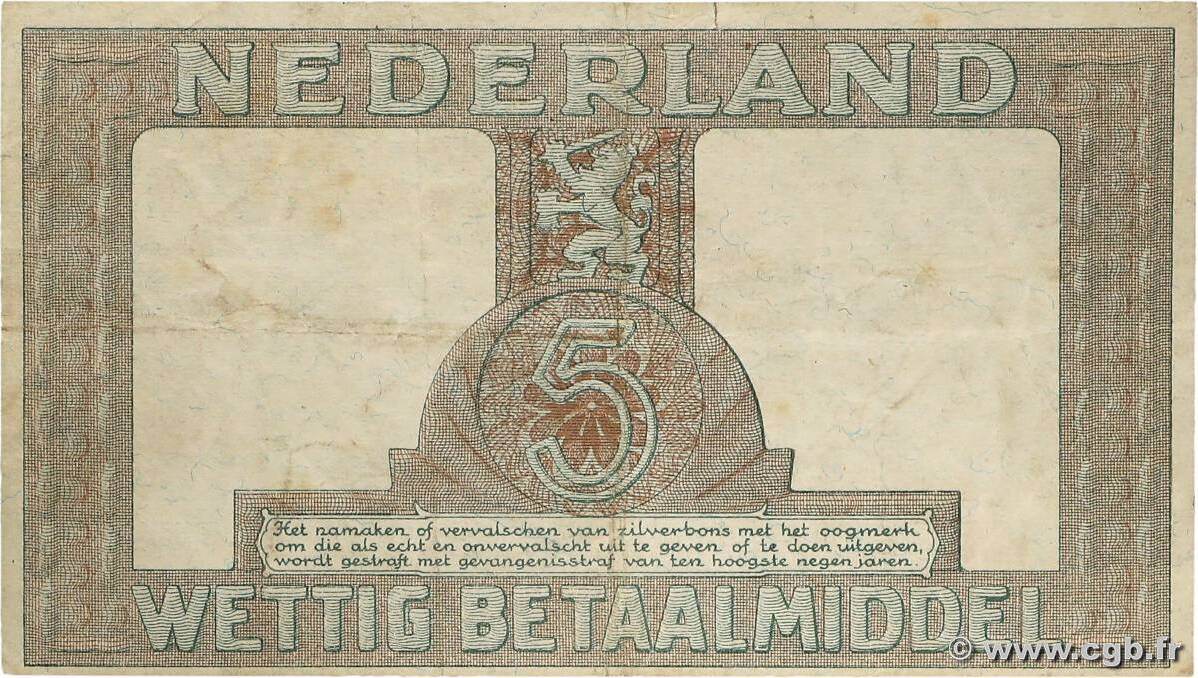 NEDERLAND
5
Het namaken of vervalschen van zilverbons met het oogmerk
om die als echt en onvervalscht uit te geven of te doen uitgeven,
wordt gestraft met gevangenisstraf van ten hoogste negen jaren.
WETTIG BETAALMIDDEL
© www.cgb.fr